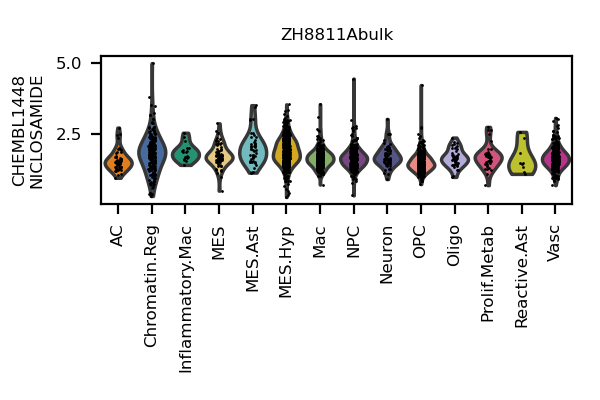 ZH8811Abulk
CHEMBL1448
NICLOSAMIDE
5.0
2.5
AC
Chromatin.Reg
Inflammatory.Mac
MES
MES.Ast
MES.Hyp
Mac
NPC
Neuron
OPC
Oligo
Prolif.Metab
Reactive.Ast
Vasc